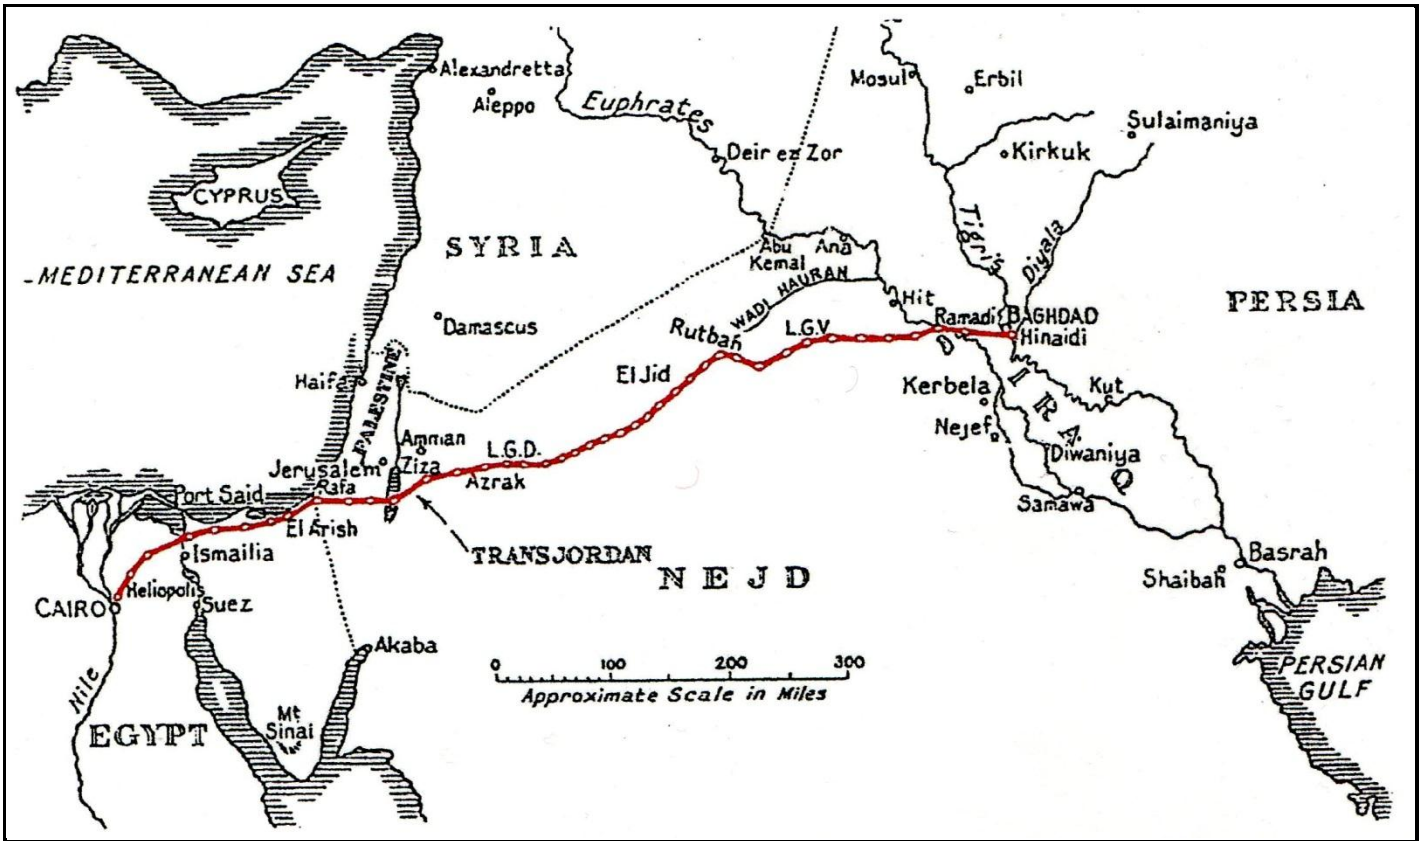 Alexandretta
Aleppo
Euphrates
Mosul
Erbil
Sulaimaniya
Kirkuk
Deir ez Zor
CYPRUS
SYRIA
Tigris
Diyala
MEDITERRANEAN SEA
Abu
Kemal
Ana
WADI HAURAN
Hit
PERSIA
Damascus
Rutbah
L.G.V.
Ramadi
BAGHDAD
Hinaidi
Haifa
PALESTINE
El Jid
L.G.D.
Kerbela
IRAQ
Kut
Nejef
Amman
Jerusalem
Ziza
Azrak
Diwaniya
Rafa
Port Said
El Arish
Samawa
Ismailia
TRANSJORDAN
NEJD
Basrah
Shaibah
Heliopolis
CAIRO
Suez
Akaba
0 100 200 300
Approximate Scale in Miles
PERSIAN
GULF
Nile
Mt
Sinai
EGYPT